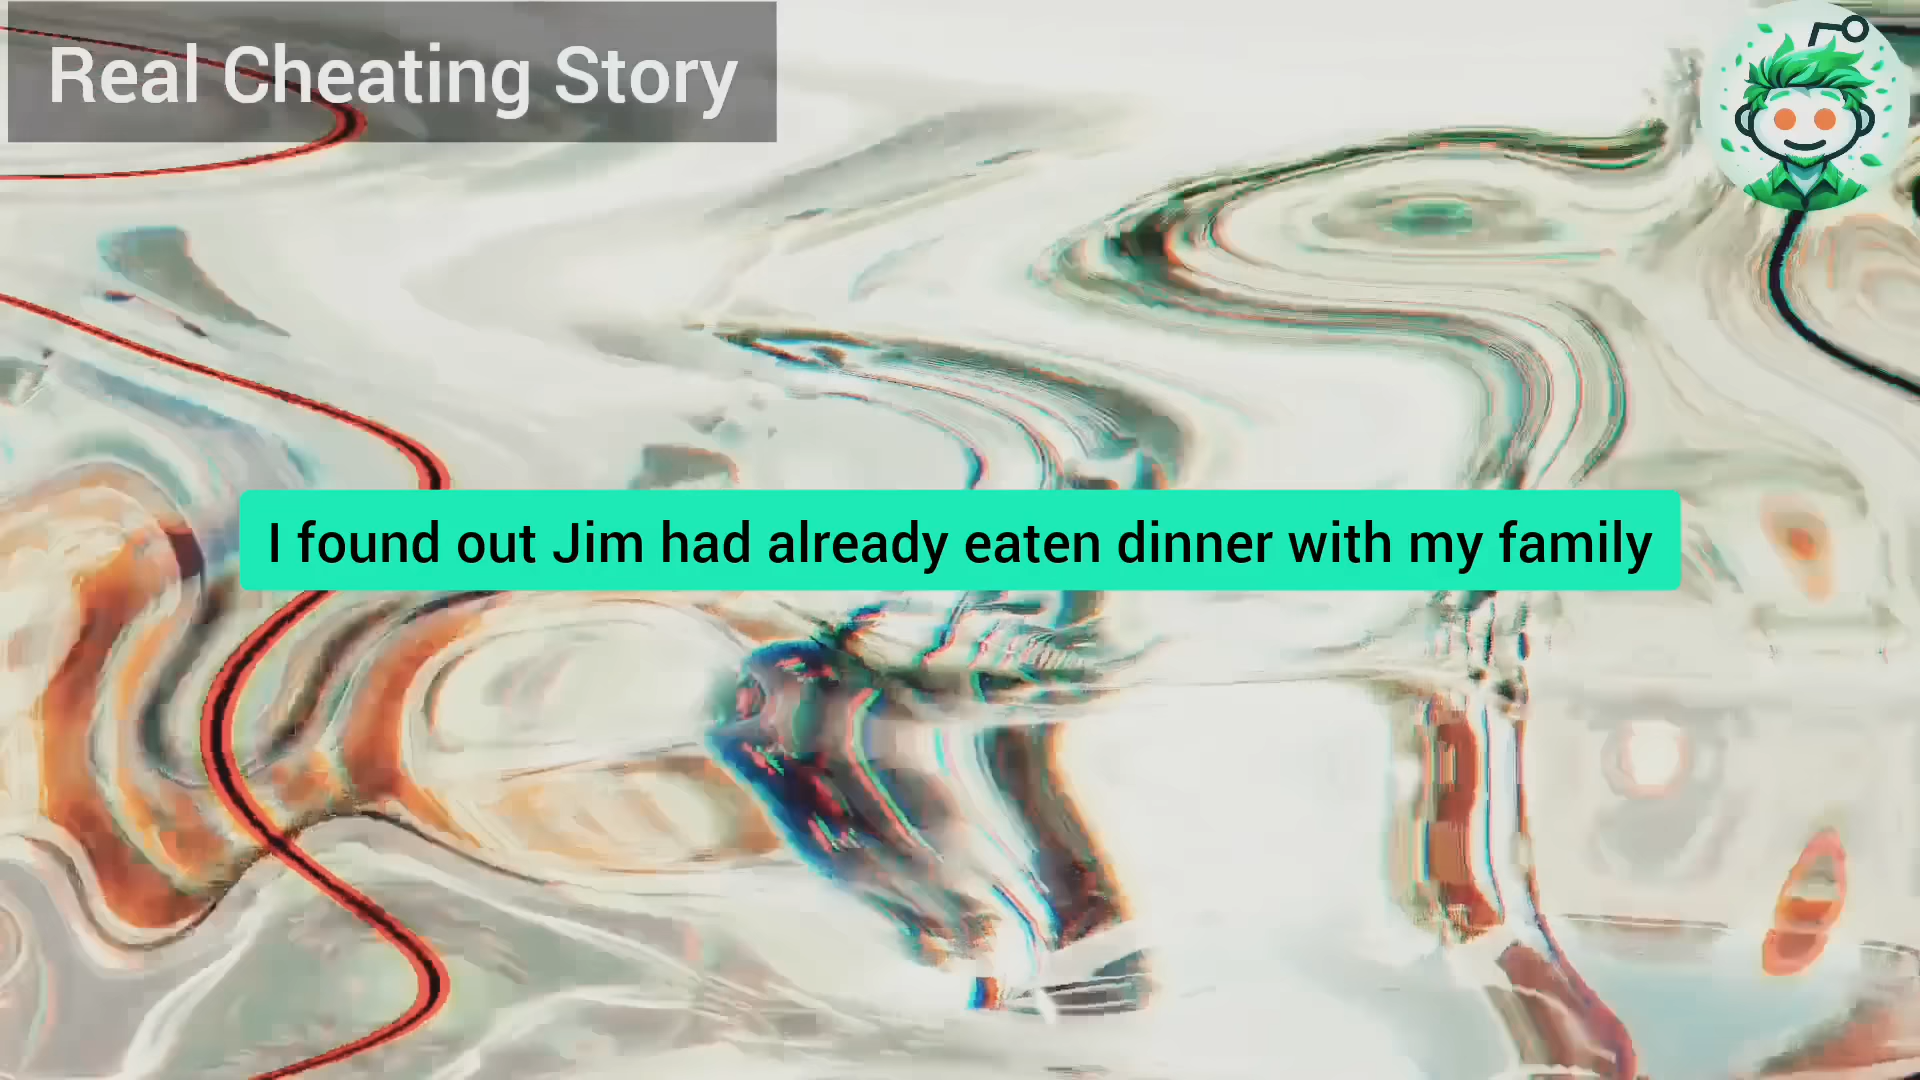 Real Cheating Story
I found out Jim had already eaten dinner with my family